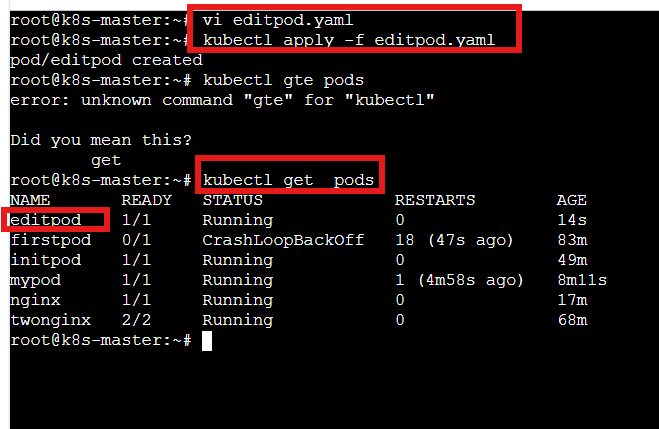 root@k8s-master:~# vi editpod.yaml
root@k8s-master:~# kubectl apply -f editpod.yaml
pod/editpod created
root@k8s-master:~# kubectl gte pods
error: unknown command "gte" for "kubectl"
Did you mean this?
get
root@k8s-master:~# kubectl get  pods
NAME READY STATUS RESTARTS AGE
editpod 1/1 Running 0 14s
firstpod 0/1 CrashLoopBackOff 18 (47s ago) 83m
initpod 1/1 Running 0 49m
mypod 1/1 Running 1 (4m58s ago) 8m11s
nginx 1/1 Running 0 17m
twonginx 2/2 Running 0 68m
root@k8s-master:~#